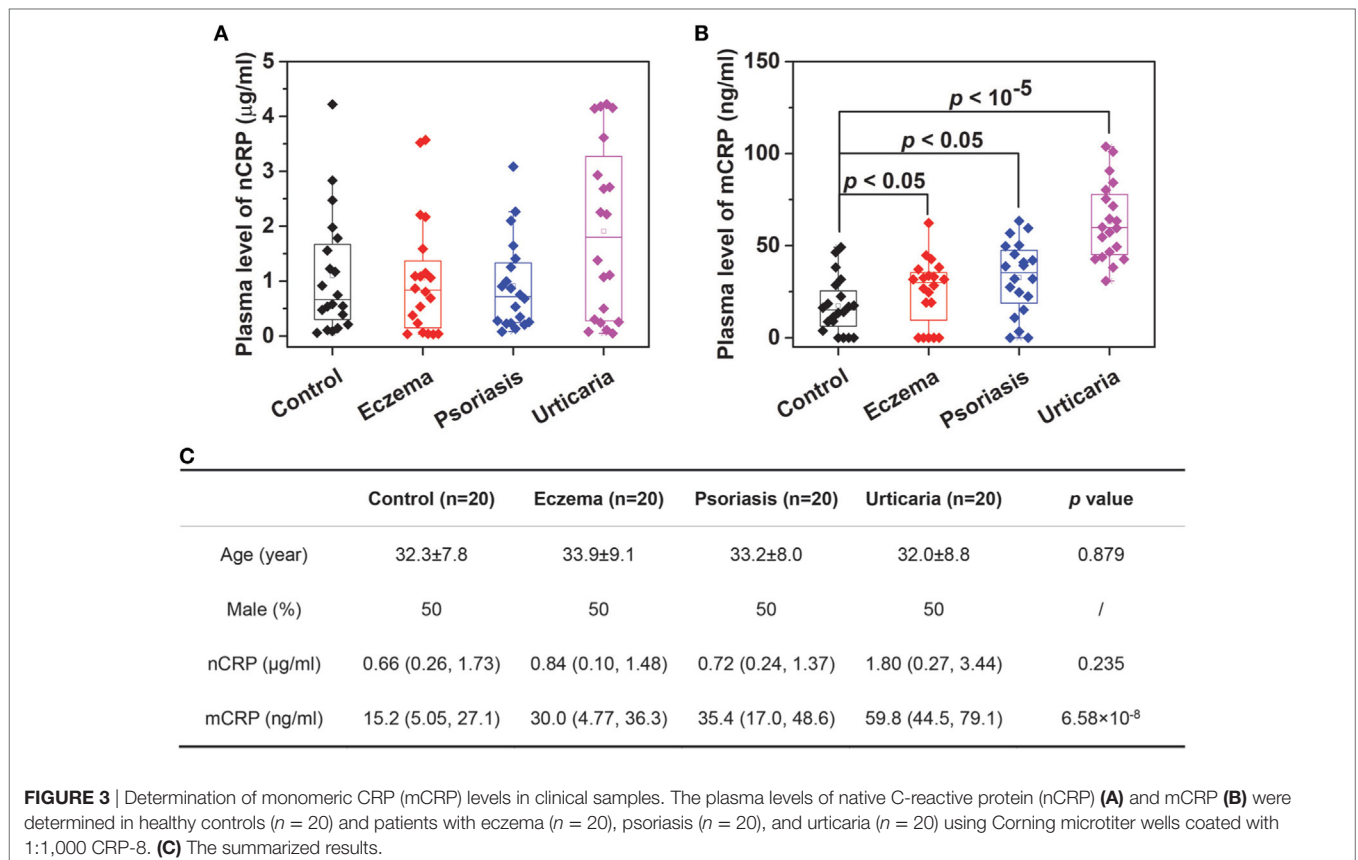 A
Plasma level of nCRP (μg/ml)
5
4
3
2
1
0
Control
Eczema
Psoriasis
Urticaria
B
Plasma level of mCRP (ng/ml)
150
100
50
0
p < 10-5
p < 0.05
p < 0.05
Control
Eczema
Psoriasis
Urticaria
C
Control (n=20) Eczema (n=20) Psoriasis (n=20) Urticaria (n=20) p value
Age (year) 32.3±7.8 33.9±9.1 33.2±8.0 32.0±8.8 0.879
Male (%) 50 50 50 50 /
nCRP (μg/ml) 0.66 (0.26, 1.73) 0.84 (0.10, 1.48) 0.72 (0.24, 1.37) 1.80 (0.27, 3.44) 0.235
mCRP (ng/ml) 15.2 (5.05, 27.1) 30.0 (4.77, 36.3) 35.4 (17.0, 48.6) 59.8 (44.5, 79.1) 6.58×10-8
FIGURE 3 | Determination of monomeric CRP (mCRP) levels in clinical samples. The plasma levels of native C-reactive protein (nCRP) (A) and mCRP (B) were
determined in healthy controls (n = 20) and patients with eczema (n = 20), psoriasis (n = 20), and urticaria (n = 20) using Corning microtiter wells coated with
1:1,000 CRP-8. (C) The summarized results.